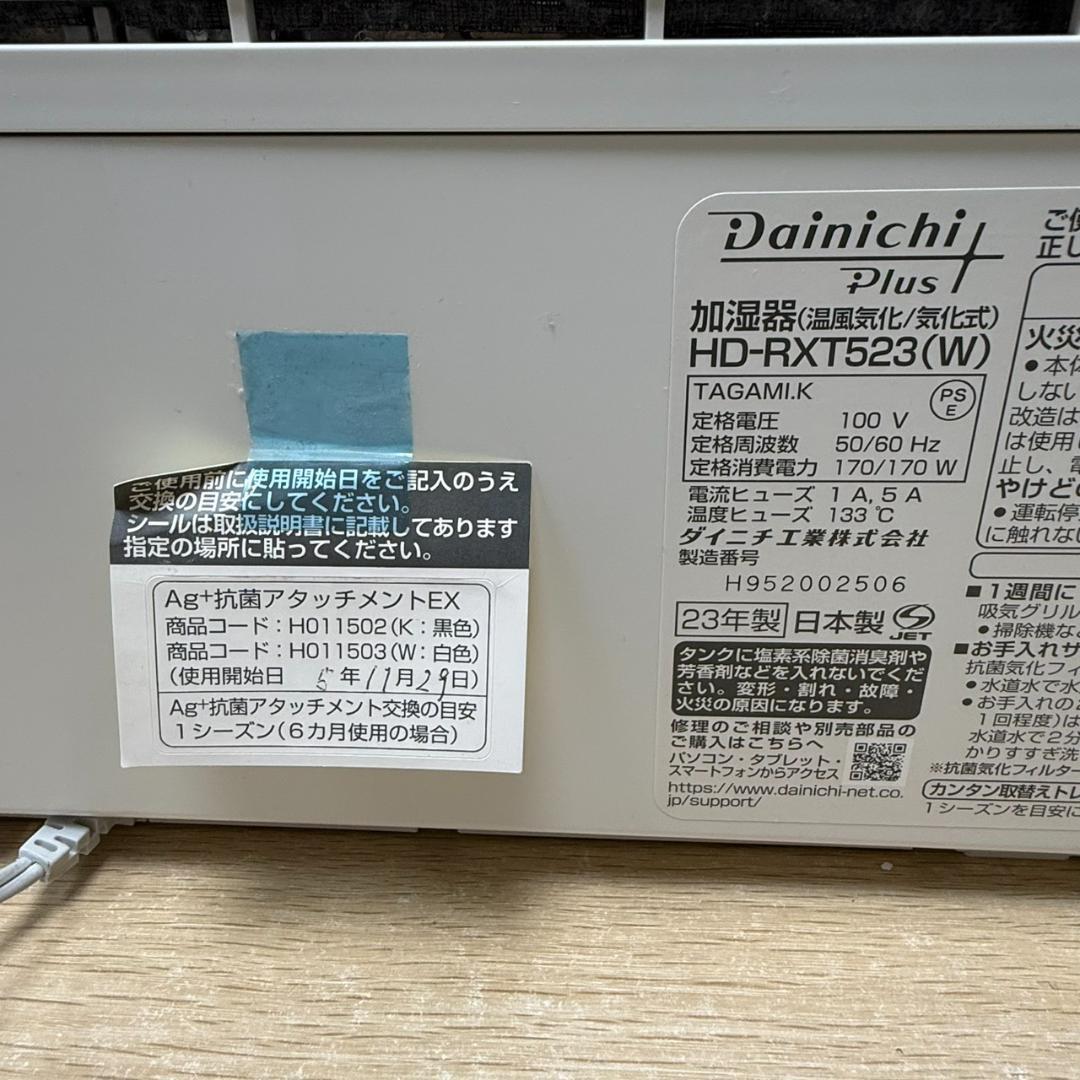 ご使用前に使用開始日をご記入のうえ
交換の目安にしてください。
シールは取扱説明書に記載してあります
指定の場所に貼ってください。
Ag⁺抗菌アタッチメントEX
商品コード：H011502(K：黒色)
商品コード：H011503(W：白色)
(使用開始日 5年11月29日)
Ag⁺抗菌アタッチメント交換の目安
1シーズン(6カ月使用の場合)
Dainichi
Plus
加湿器(温風気化/気化式)
HD-RXT523(W)
TAGAMI.K
PS
E
定格電圧 100 V
定格周波数 50/60 Hz
定格消費電力 170/170 W
電流ヒューズ 1 A, 5 A
温度ヒューズ 133 ℃
ダイニチ工業株式会社
製造番号
H952002506
23年製 日本製 JET
タンクに塩素系除菌消臭剤や
芳香剤などを入れないでくだ
さい。変形・割れ・故障・
火災の原因になります。
修理のご相談や別売部品の
ご購入はこちらへ
パソコン・タブレット・
スマートフォンからアクセス
https://www.dainichi-net.co.
jp/support/
ご使
正し
火災
●本体
しない
改造は
は使用
止し、電
やけどの
●運転停
に触れない
■1週間に
吸気グリル
●掃除機な
■お手入れサ
抗菌気化フィ
●水道水で水
●お手入れの
1回程度)は
水道水で2分
かりすすぎ洗
※抗菌気化フィルター
カンタン取替えトレ
1シーズンを目安に